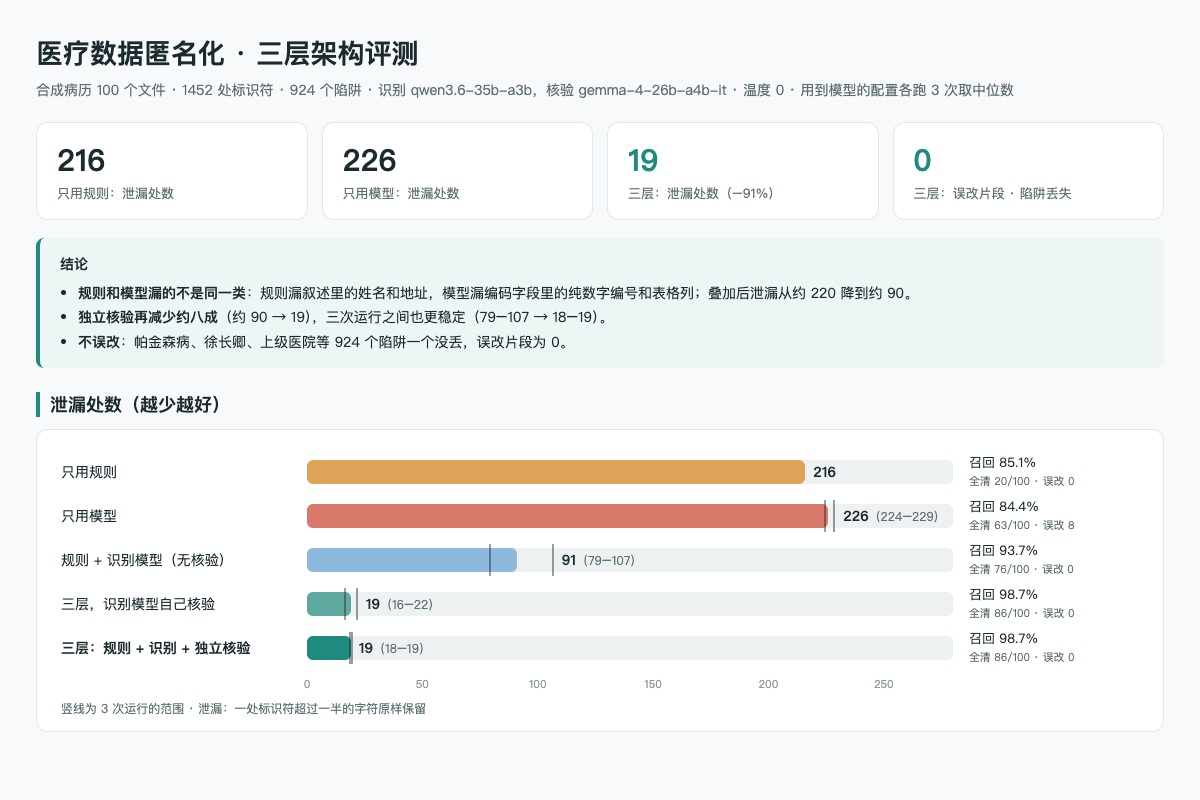 医疗数据匿名化 · 三层架构评测
合成病历 100 个文件 · 1452 处标识符 · 924 个陷阱 · 识别 qwen3.6-35b-a3b，核验 gemma-4-26b-a4b-it · 温度 0 · 用到模型的配置各跑 3 次取中位数
216
只用规则：泄漏处数
226
只用模型：泄漏处数
19
三层：泄漏处数（−91%）
0
三层：误改片段 · 陷阱丢失
结论
• 规则和模型漏的不是同一类：规则漏叙述里的姓名和地址，模型漏编码字段里的纯数字编号和表格列；叠加后泄漏从约 220 降到约 90。
• 独立核验再减少约八成（约 90 → 19），三次运行之间也更稳定（79–107 → 18–19）。
• 不误改：帕金森病、徐长卿、上级医院等 924 个陷阱一个没丢，误改片段为 0。
泄漏处数（越少越好）
只用规则 216 召回 85.1%
全清 20/100 · 误改 0
只用模型 226 (224–229) 召回 84.4%
全清 63/100 · 误改 8
规则 + 识别模型（无核验） 91 (79–107) 召回 93.7%
全清 76/100 · 误改 0
三层，识别模型自己核验 19 (16–22) 召回 98.7%
全清 86/100 · 误改 0
三层：规则 + 识别 + 独立核验 19 (18–19) 召回 98.7%
全清 86/100 · 误改 0
0 50 100 150 200 250
竖线为 3 次运行的范围 · 泄漏：一处标识符超过一半的字符原样保留